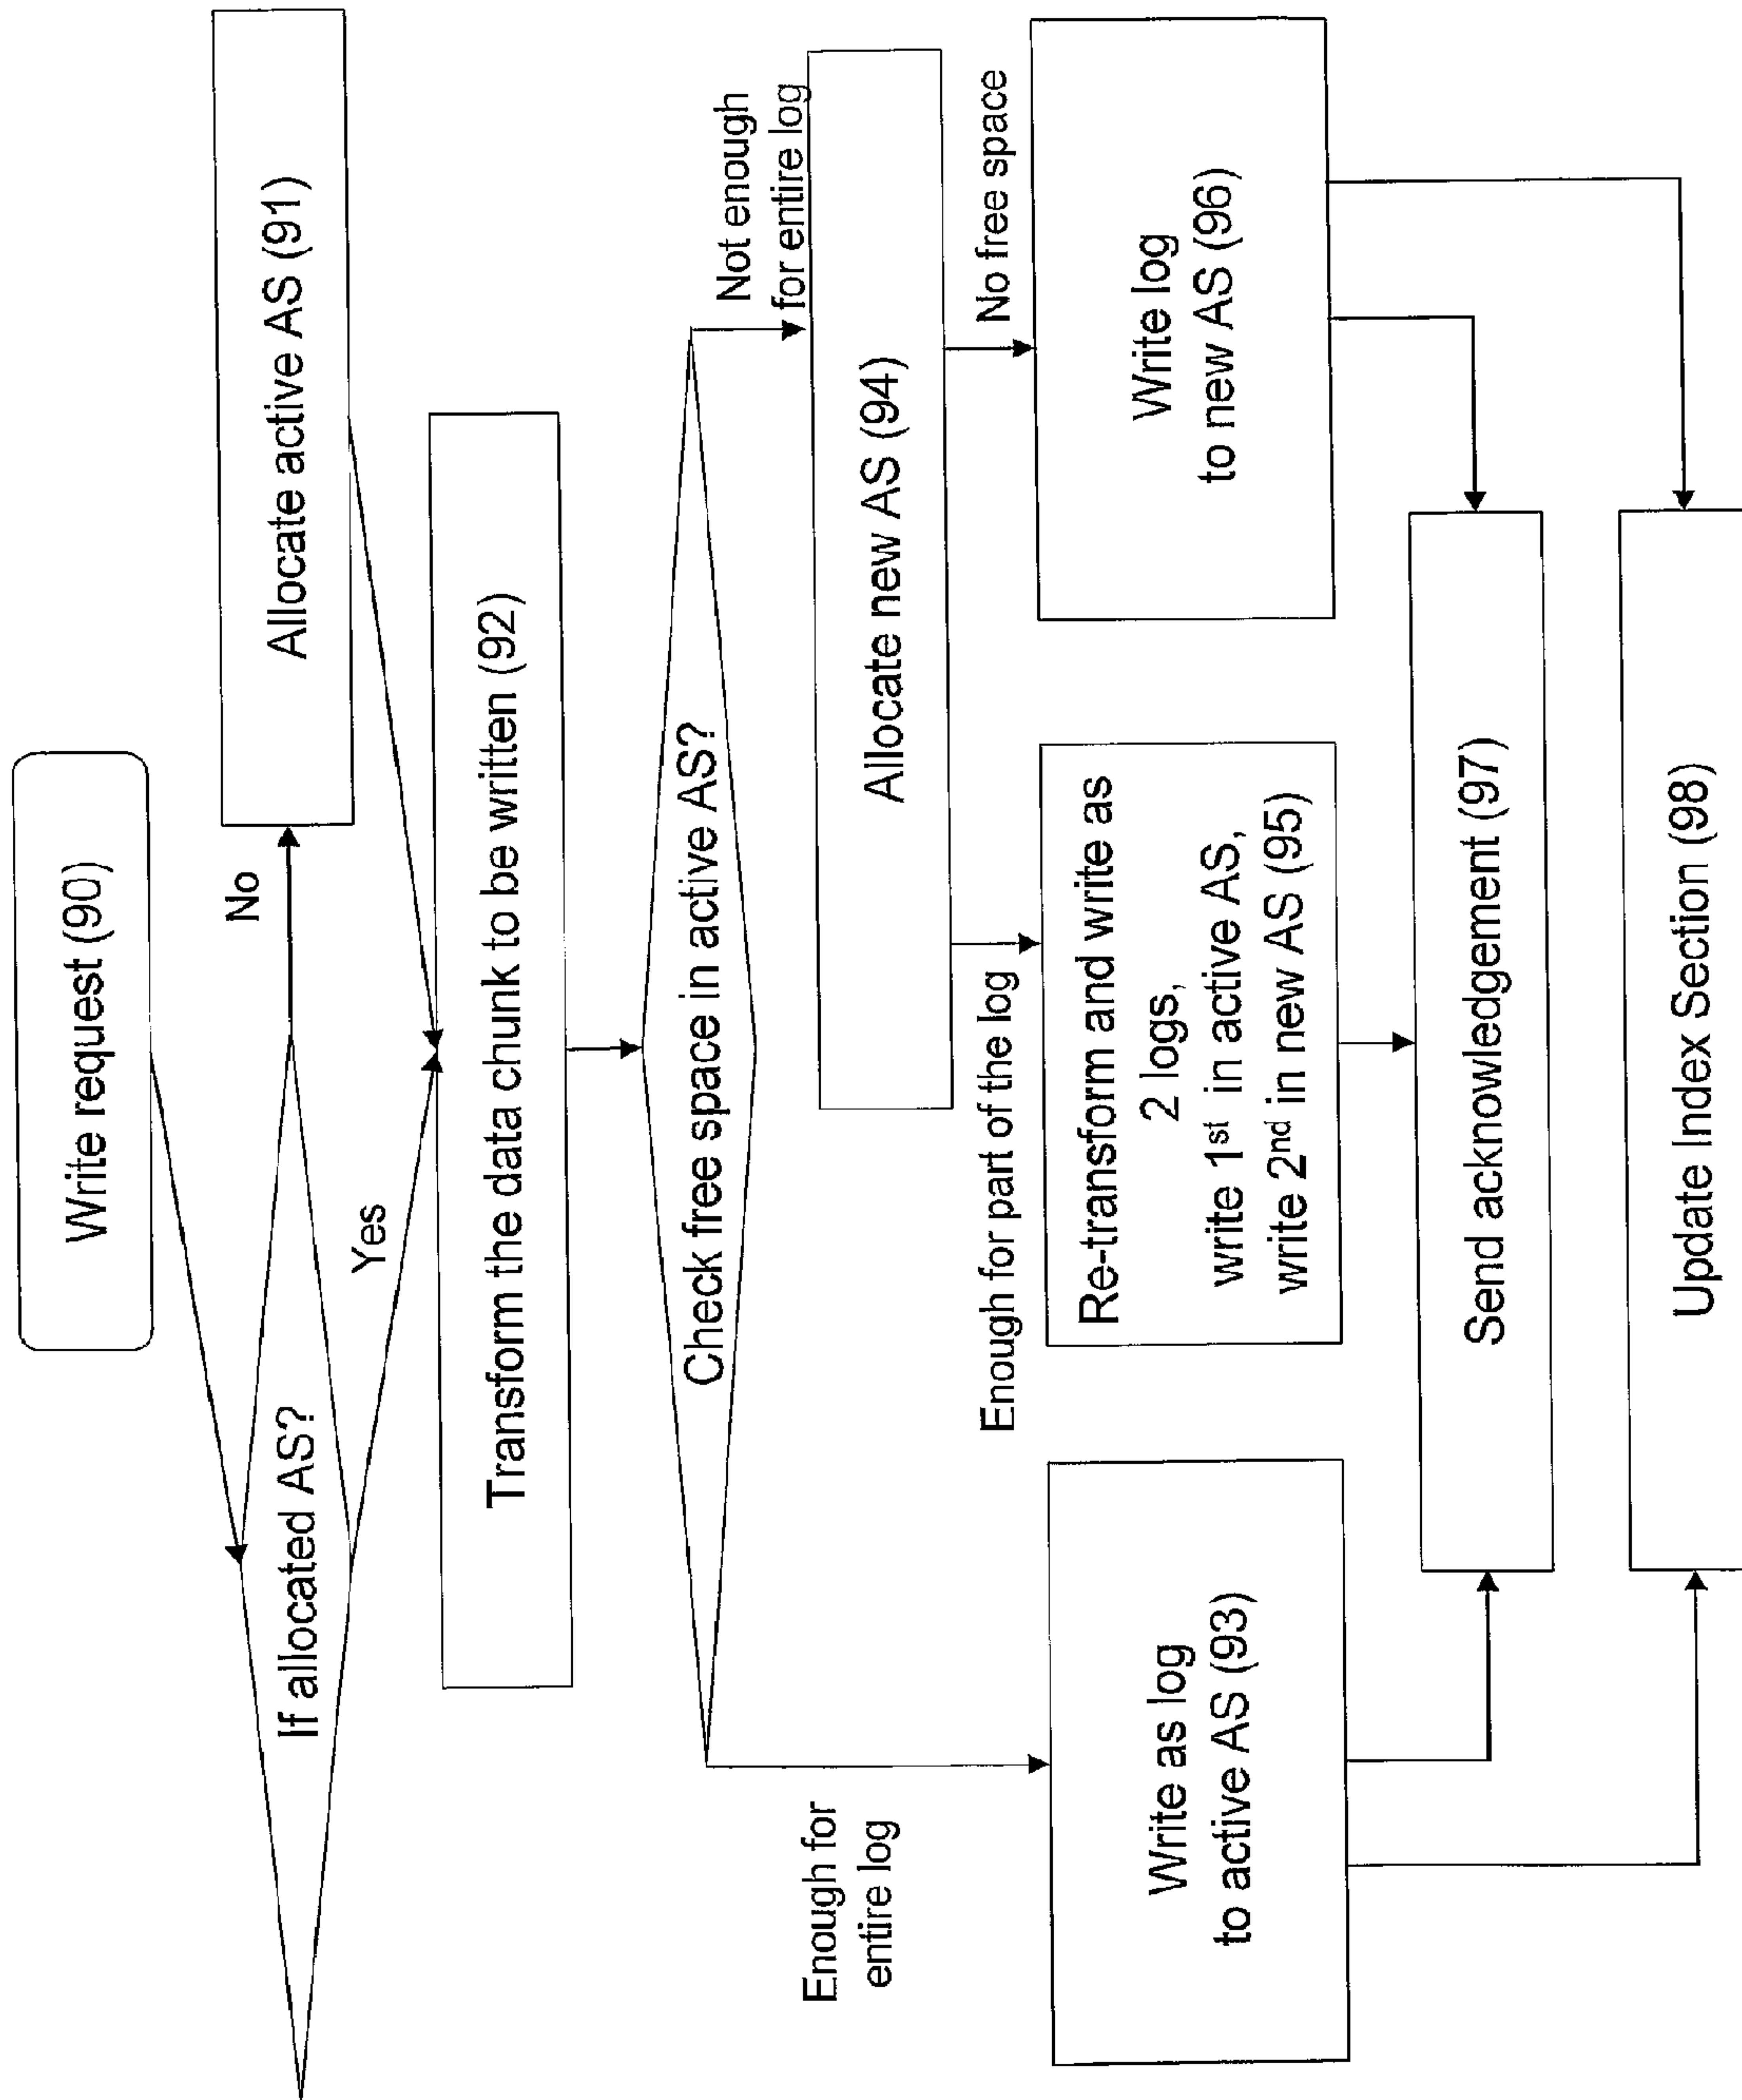 Write request (90)
If allocated AS?
No
Allocate active AS (91)
Yes
Transform the data chunk to be written (92)
Check free space in active AS?
Enough for
entire log
Not enough
for entire log
Allocate new AS (94)
Enough for part of the log
No free space
Write as log
to active AS (93)
Re-transform and write as
2 logs,
write 1st in active AS,
write 2nd in new AS (95)
Write log
to new AS (96)
Send acknowledgement (97)
Update Index Section (98)